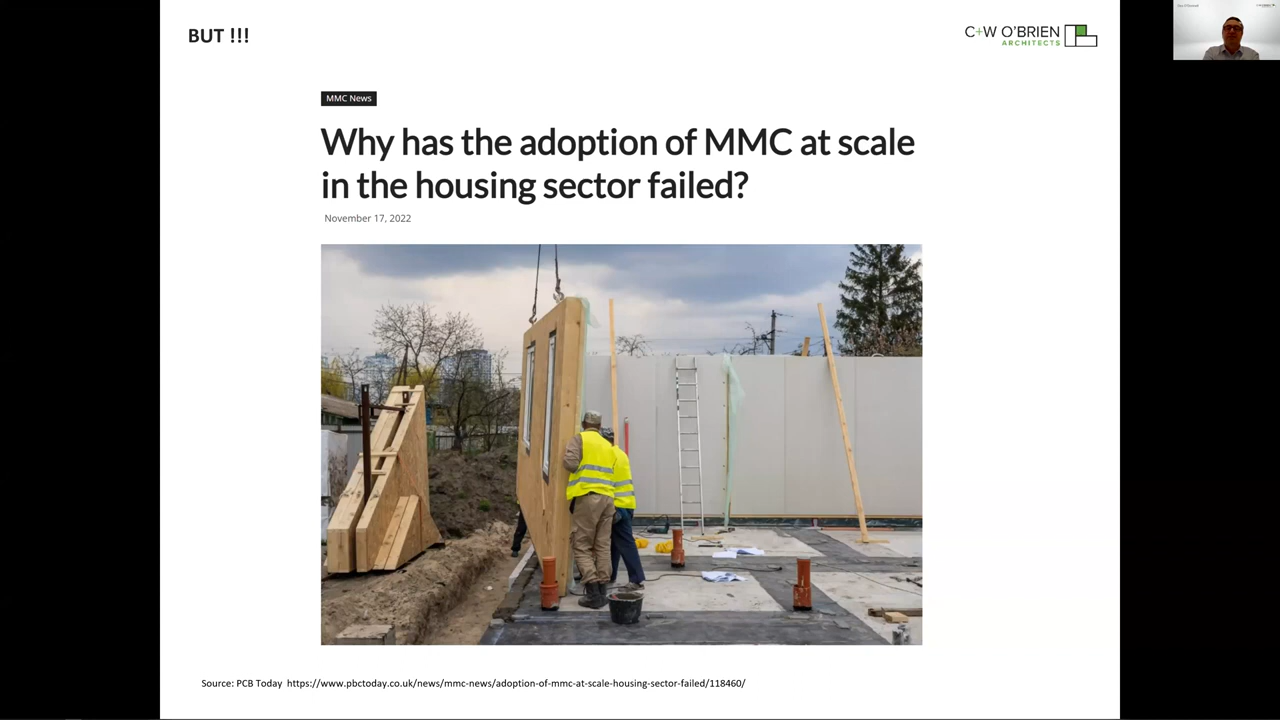 BUT !!!
C+W O'BRIEN
ARCHITECTS
MMC News
Why has the adoption of MMC at scale
in the housing sector failed?
November 17, 2022
Source: PCB Today https://www.pbctoday.co.uk/news/mmc-news/adoption-of-mmc-at-scale-housing-sector-failed/118460/